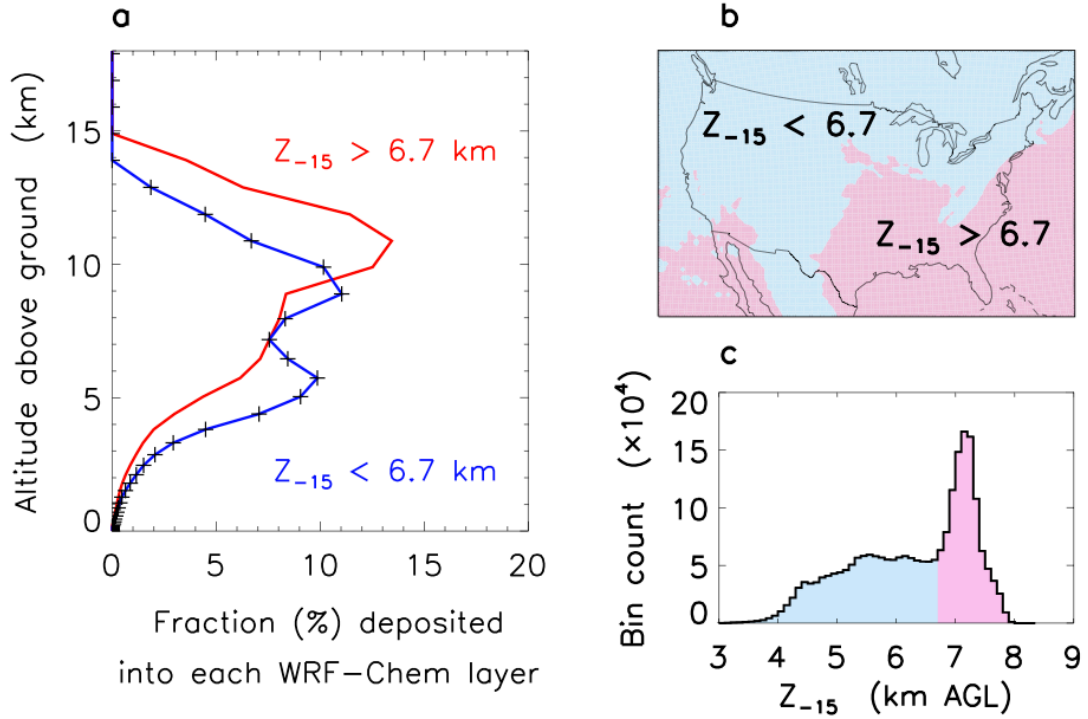 a
Altitude above ground (km)
15
10
5
0
Z₋₁₅ > 6.7 km
Z₋₁₅ < 6.7 km
0 5 10 15 20
Fraction (%) deposited
into each WRF−Chem layer
b
Z₋₁₅ < 6.7
Z₋₁₅ > 6.7
c
Bin count (×10⁴)
20
15
10
5
0
3 4 5 6 7 8 9
Z₋₁₅ (km AGL)